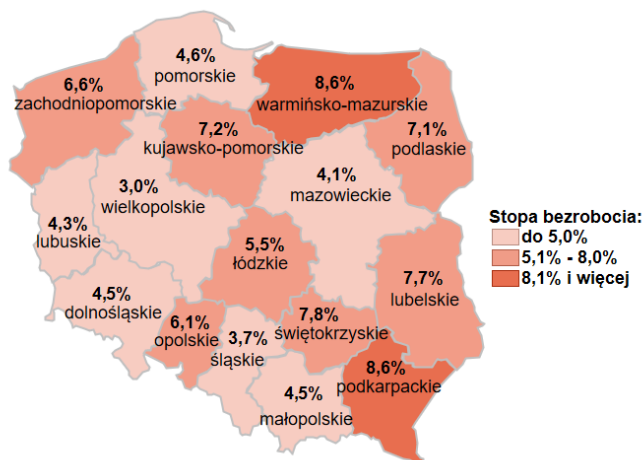 4,6%
pomorskie
6,6%
zachodniopomorskie
8,6%
warmińsko-mazurskie
7,2%
kujawsko-pomorskie
7,1%
podlaskie
4,1%
mazowieckie
3,0%
wielkopolskie
4,3%
lubuskie
Stopa bezrobocia:
do 5,0%
5,1% - 8,0%
8,1% i więcej
5,5%
łódzkie
7,7%
lubelskie
4,5%
dolnośląskie
6,1%
opolskie
3,7%
śląskie
7,8%
świętokrzyskie
8,6%
podkarpackie
4,5%
małopolskie